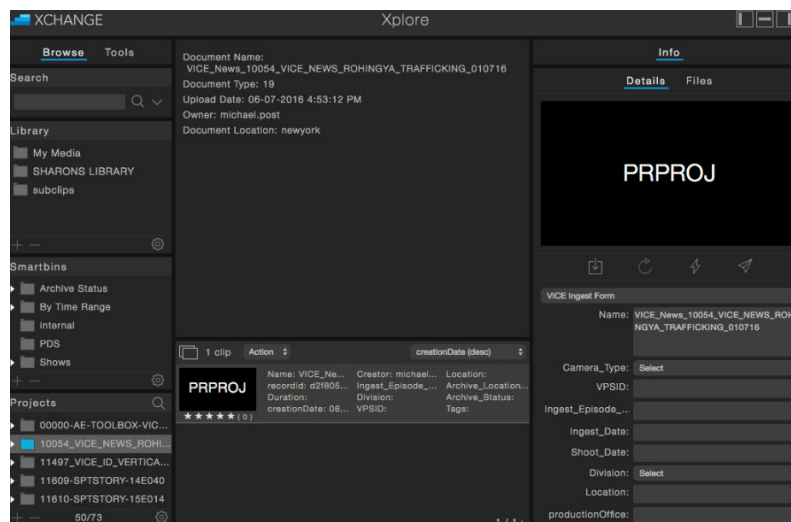 XCHANGE
Xplore
Browse Tools
Search
Library
My Media
SHARONS LIBRARY
subclips
Smartbins
Archive Status
By Time Range
internal
PDS
Shows
Projects
00000-AE-TOOLBOX-VIC...
10054_VICE_NEWS_ROHI...
11497_VICE_ID_VERTICA...
11609-SPTSTORY-14E040
11610-SPTSTORY-15E014
50/73
Document Name:
VICE_News_10054_VICE_NEWS_ROHINGYA_TRAFFICKING_010716
Document Type: 19
Upload Date: 06-07-2016 4:53:12 PM
Owner: michael.post
Document Location: newyork
1 clip Action creationDate (desc)
PRPROJ
(0)
Name: VICE_Ne... Creator: michael... Location:
recordid: d2f805... Ingest_Episode_... Archive_Location...
Duration: Division: Archive_Status:
creationDate: 06... VPSID: Tags:
Info
Details Files
PRPROJ
VICE Ingest Form
Name: VICE_News_10054_VICE_NEWS_ROH
NGYA_TRAFFICKING_010716
Camera_Type: Select
VPSID:
Ingest_Episode_...
Ingest_Date:
Shoot_Date:
Division: Select
Location:
productionOffice: